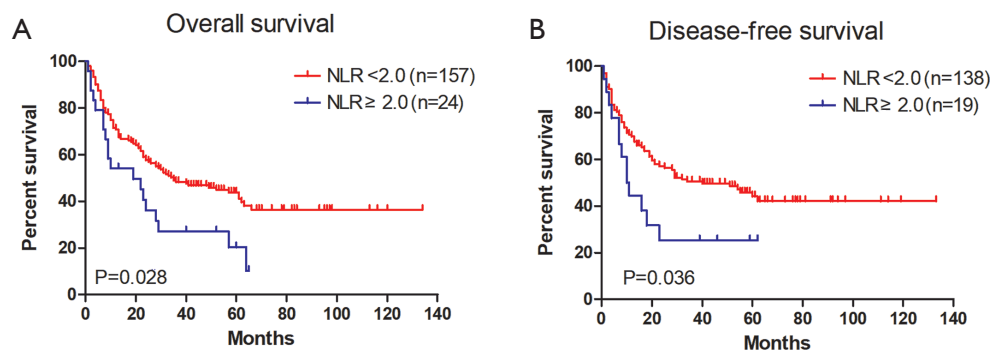 A
Overall survival
Percent survival
100
80
60
40
20
0
NLR <2.0 (n=157)
NLR ≥ 2.0 (n=24)
P=0.028
0 20 40 60 80 100 120 140
Months
B
Disease-free survival
Percent survival
100
80
60
40
20
0
NLR <2.0 (n=138)
NLR ≥ 2.0 (n=19)
P=0.036
0 20 40 60 80 100 120 140
Months